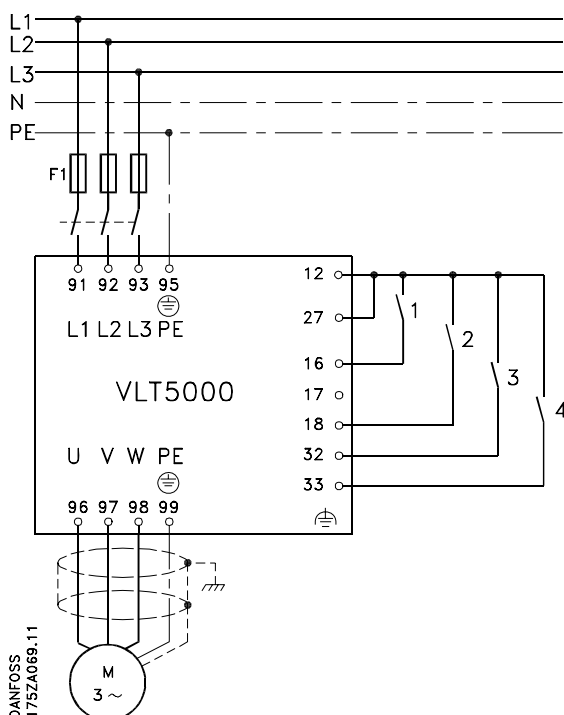 L1
L2
L3
N
PE
F1
91 92 93 95
L1 L2 L3 PE
12
27
16
17
18
32
33
1
2
3
4
VLT5000
U V W PE
96 97 98 99
M
3 ~
DANFOSS
175ZA069.11